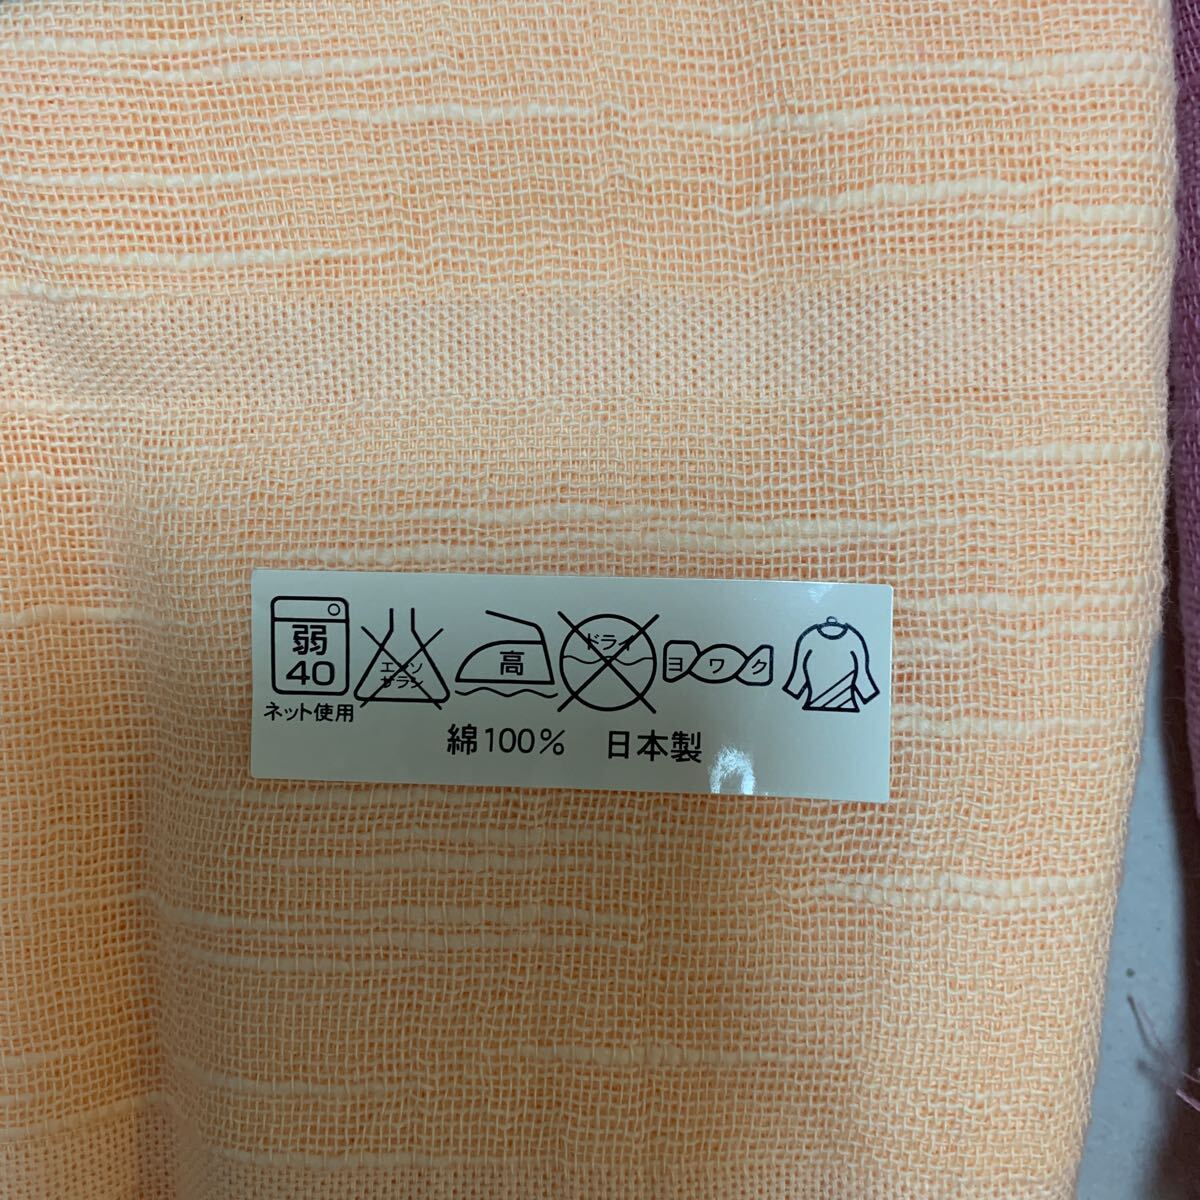 弱
40
エンソ
サラシ
高
ドライ
ヨワク
ネット使用
綿100% 日本製